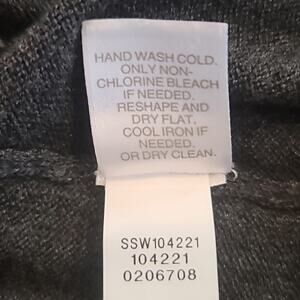 HAND WASH COLD.
ONLY NON-
CHLORINE BLEACH
IF NEEDED.
RESHAPE AND
DRY FLAT.
COOL IRON IF
NEEDED.
OR DRY CLEAN.
SSW104221
104221
0206708